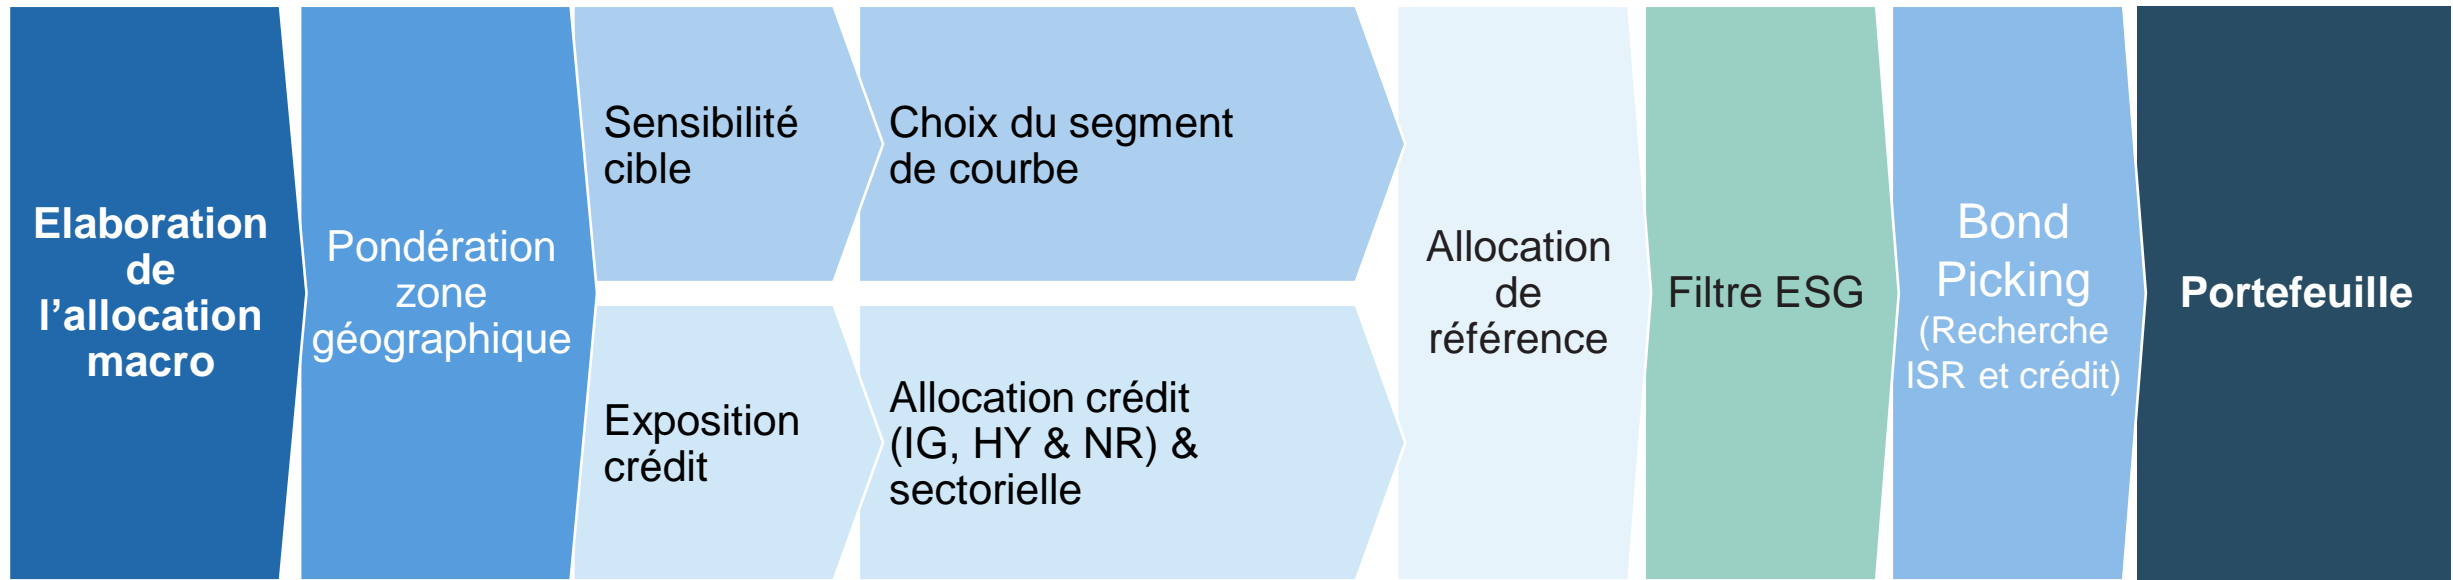 Elaboration
de
l’allocation
macro
Pondération
zone
géographique
Sensibilité
cible
Choix du segment
de courbe
Exposition
crédit
Allocation crédit
(IG, HY & NR) &
sectorielle
Allocation
de
référence
Filtre ESG
Bond
Picking
(Recherche
ISR et crédit)
Portefeuille